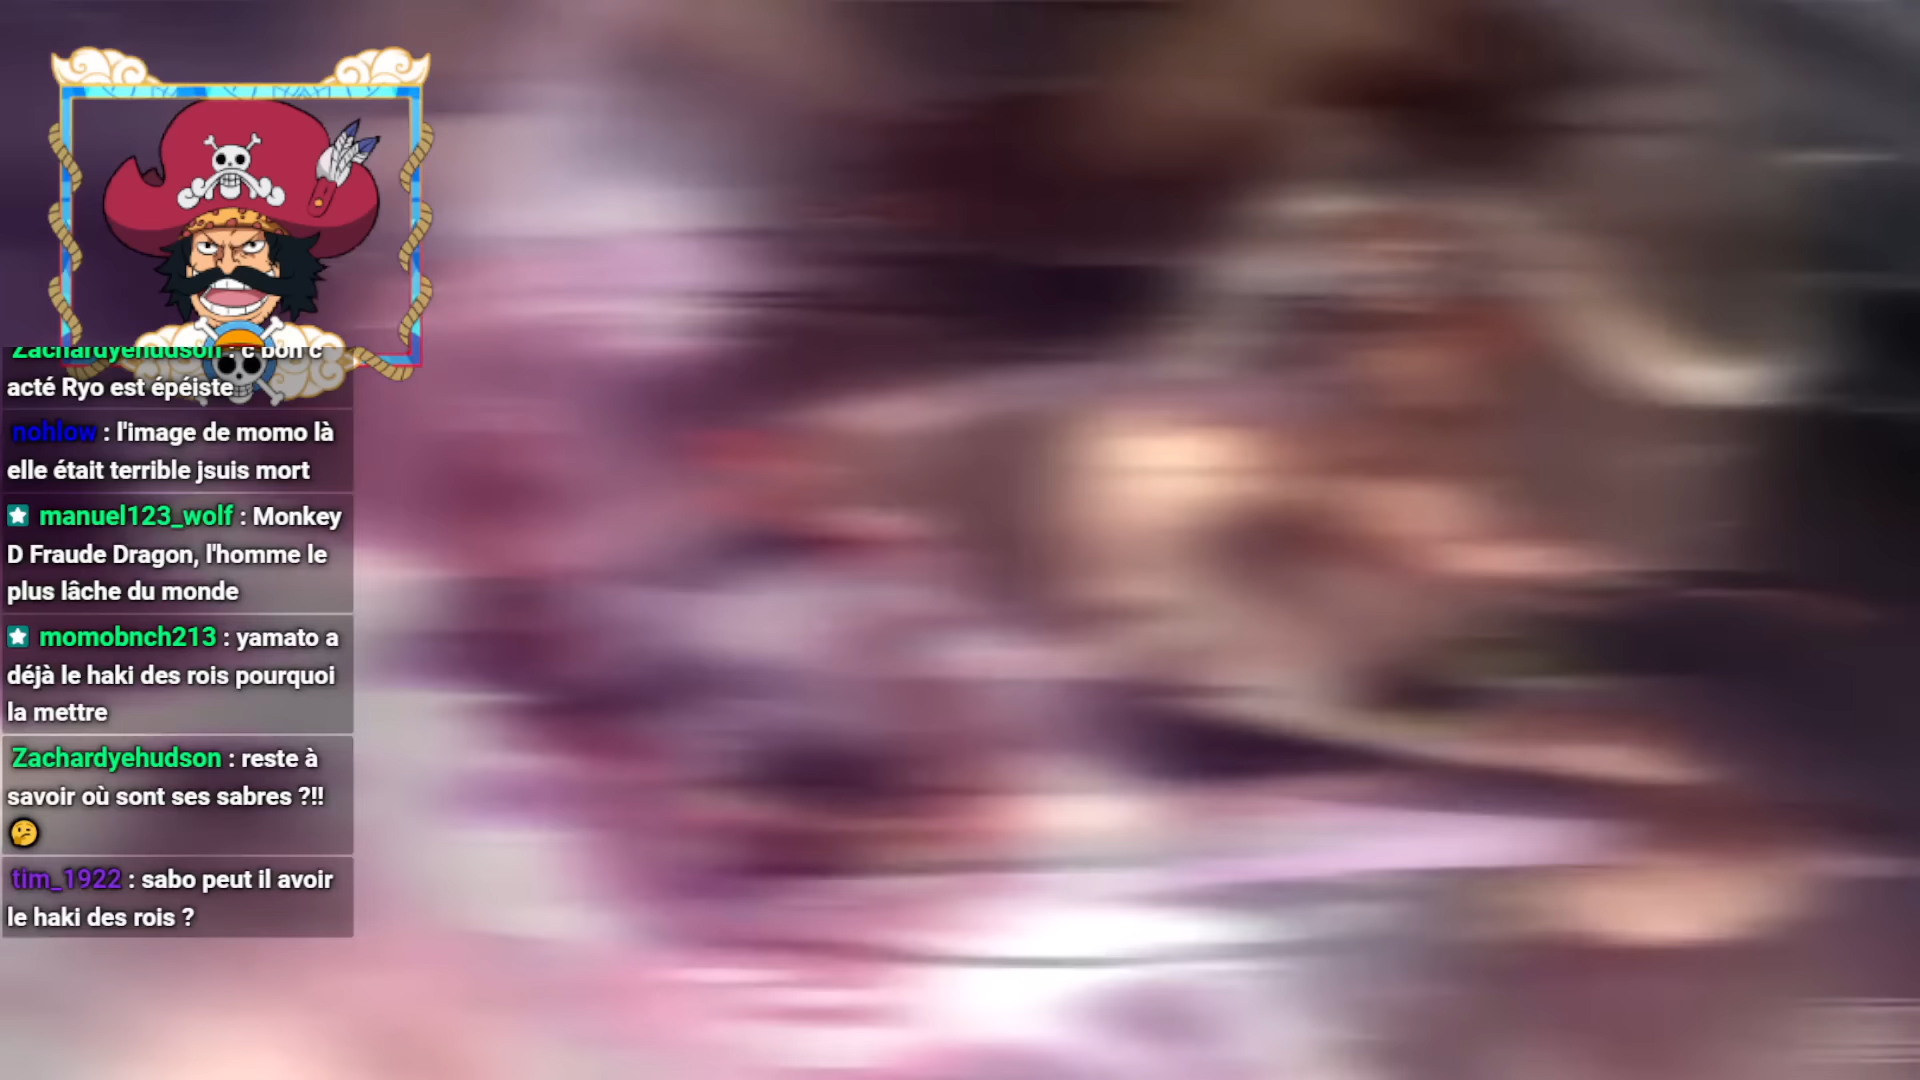 Zachardyehudson : c bon c
acté Ryo est épéiste
nohlow : l'image de momo là
elle était terrible jsuis mort
manuel123_wolf : Monkey
D Fraude Dragon, l'homme le
plus lâche du monde
momobnch213 : yamato a
déjà le haki des rois pourquoi
la mettre
Zachardyehudson : reste à
savoir où sont ses sabres ?!!
🤔
tim_1922 : sabo peut il avoir
le haki des rois ?